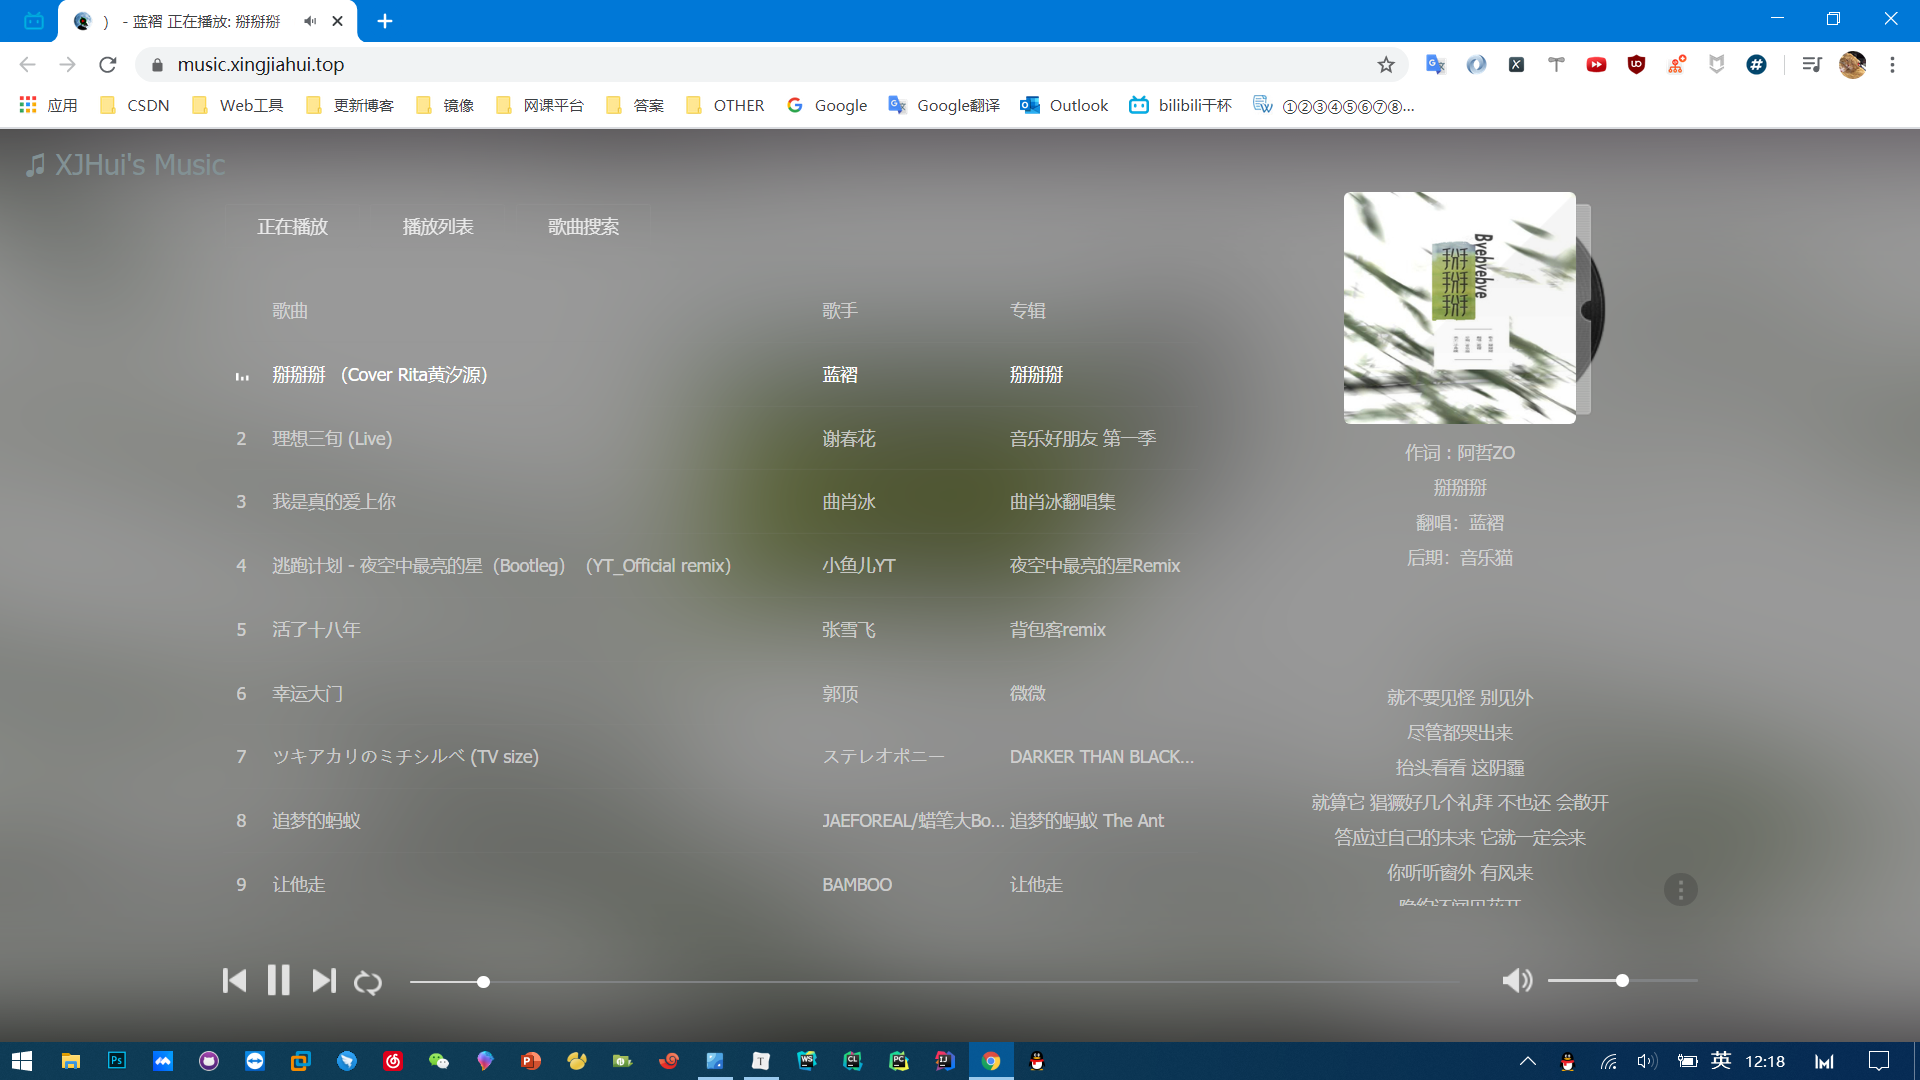 ） - 蓝褶 正在播放: 掰掰掰
music.xingjiahui.top
应用 CSDN Web工具 更新博客 镜像 网课平台 答案 OTHER Google Google翻译 Outlook bilibili干杯 ①②③④⑤⑥⑦⑧...
XJHui's Music
正在播放 播放列表 歌曲搜索
歌曲 歌手 专辑
掰掰掰 （Cover Rita黄汐源） 蓝褶 掰掰掰
2 理想三旬 (Live) 谢春花 音乐好朋友 第一季
3 我是真的爱上你 曲肖冰 曲肖冰翻唱集
4 逃跑计划 - 夜空中最亮的星（Bootleg）（YT_Official remix） 小鱼儿YT 夜空中最亮的星Remix
5 活了十八年 张雪飞 背包客remix
6 幸运大门 郭顶 微微
7 ツキアカリのミチシルベ (TV size) ステレオポニー DARKER THAN BLACK...
8 追梦的蚂蚁 JAEFOREAL/蜡笔大Bo... 追梦的蚂蚁 The Ant
9 让他走 BAMBOO 让他走
Byebyebye
掰掰掰
作词 : 阿哲ZO
掰掰掰
翻唱：蓝褶
后期：音乐猫
就不要见怪 别见外
尽管都哭出来
抬头看看 这阴霾
就算它 猖獗好几个礼拜 不也还 会散开
答应过自己的未来 它就一定会来
你听听窗外 有风来
英 12:18